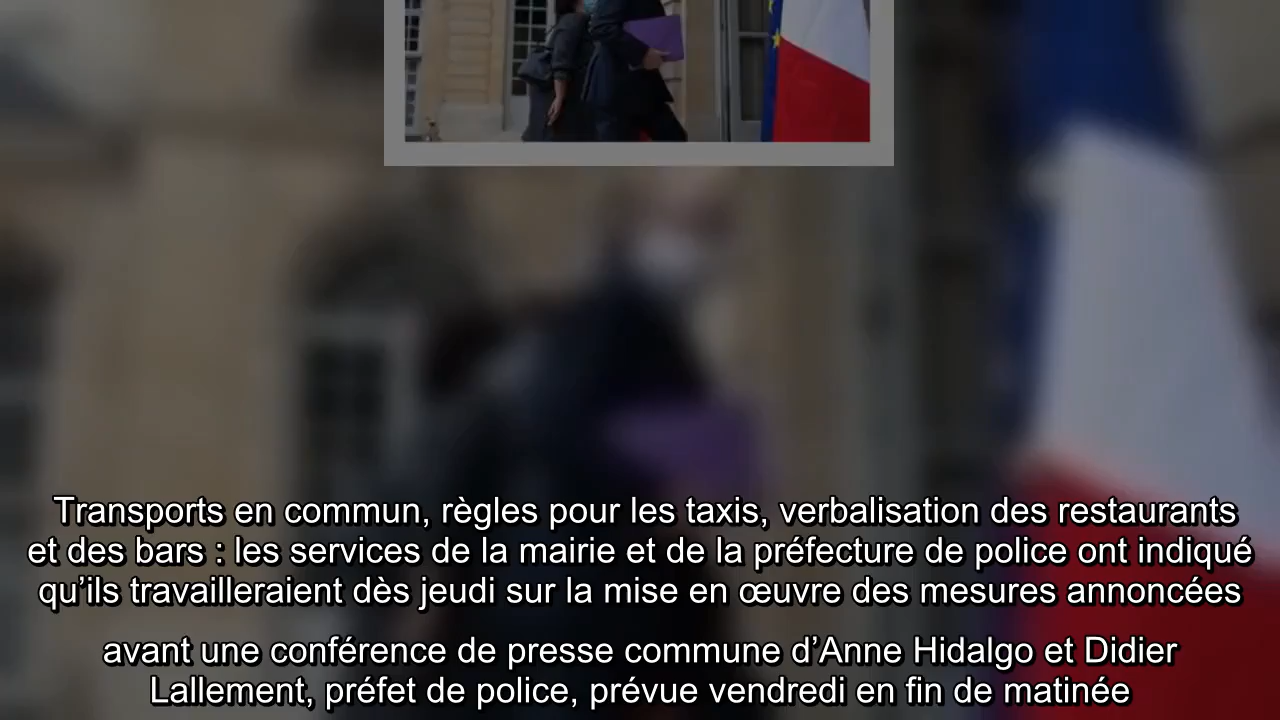 Transports en commun, règles pour les taxis, verbalisation des restaurants
et des bars : les services de la mairie et de la préfecture de police ont indiqué
qu’ils travailleraient dès jeudi sur la mise en œuvre des mesures annoncées
avant une conférence de presse commune d’Anne Hidalgo et Didier
Lallement, préfet de police, prévue vendredi en fin de matinée